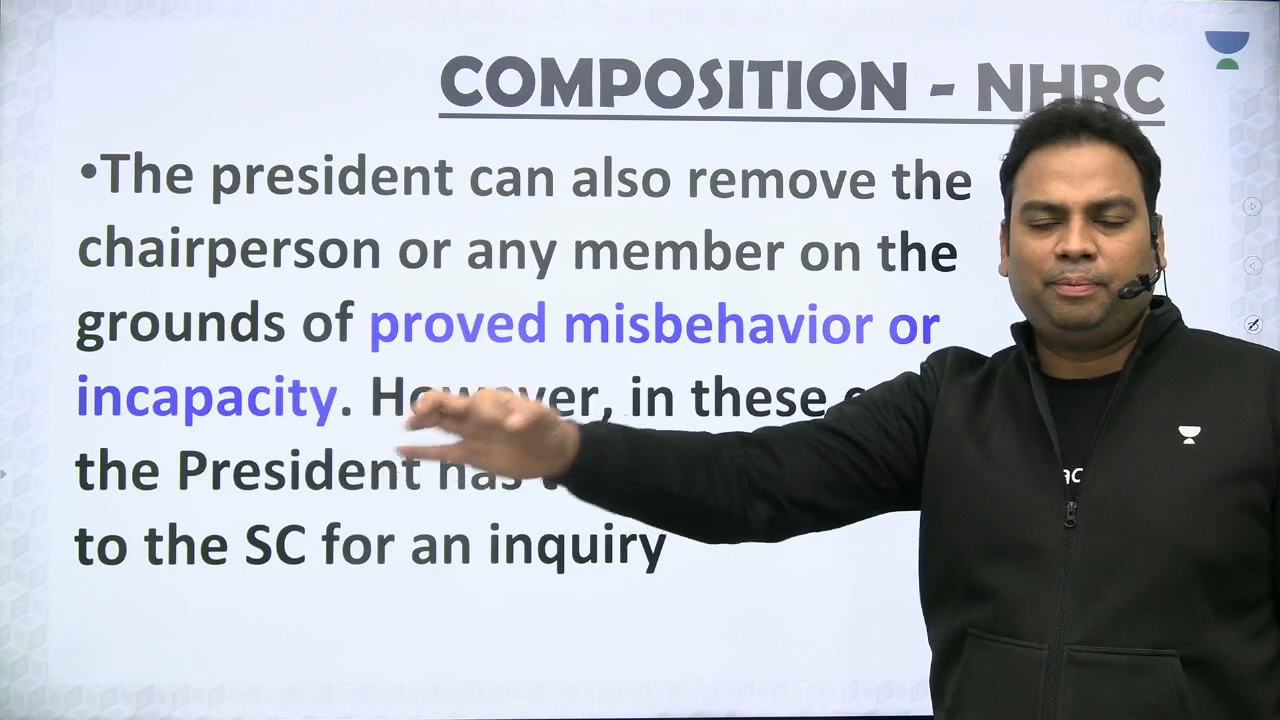 COMPOSITION - NHRC
•The president can also remove the
chairperson or any member on the
grounds of proved misbehavior or
incapacity. However, in these
the President has
to the SC for an inquiry